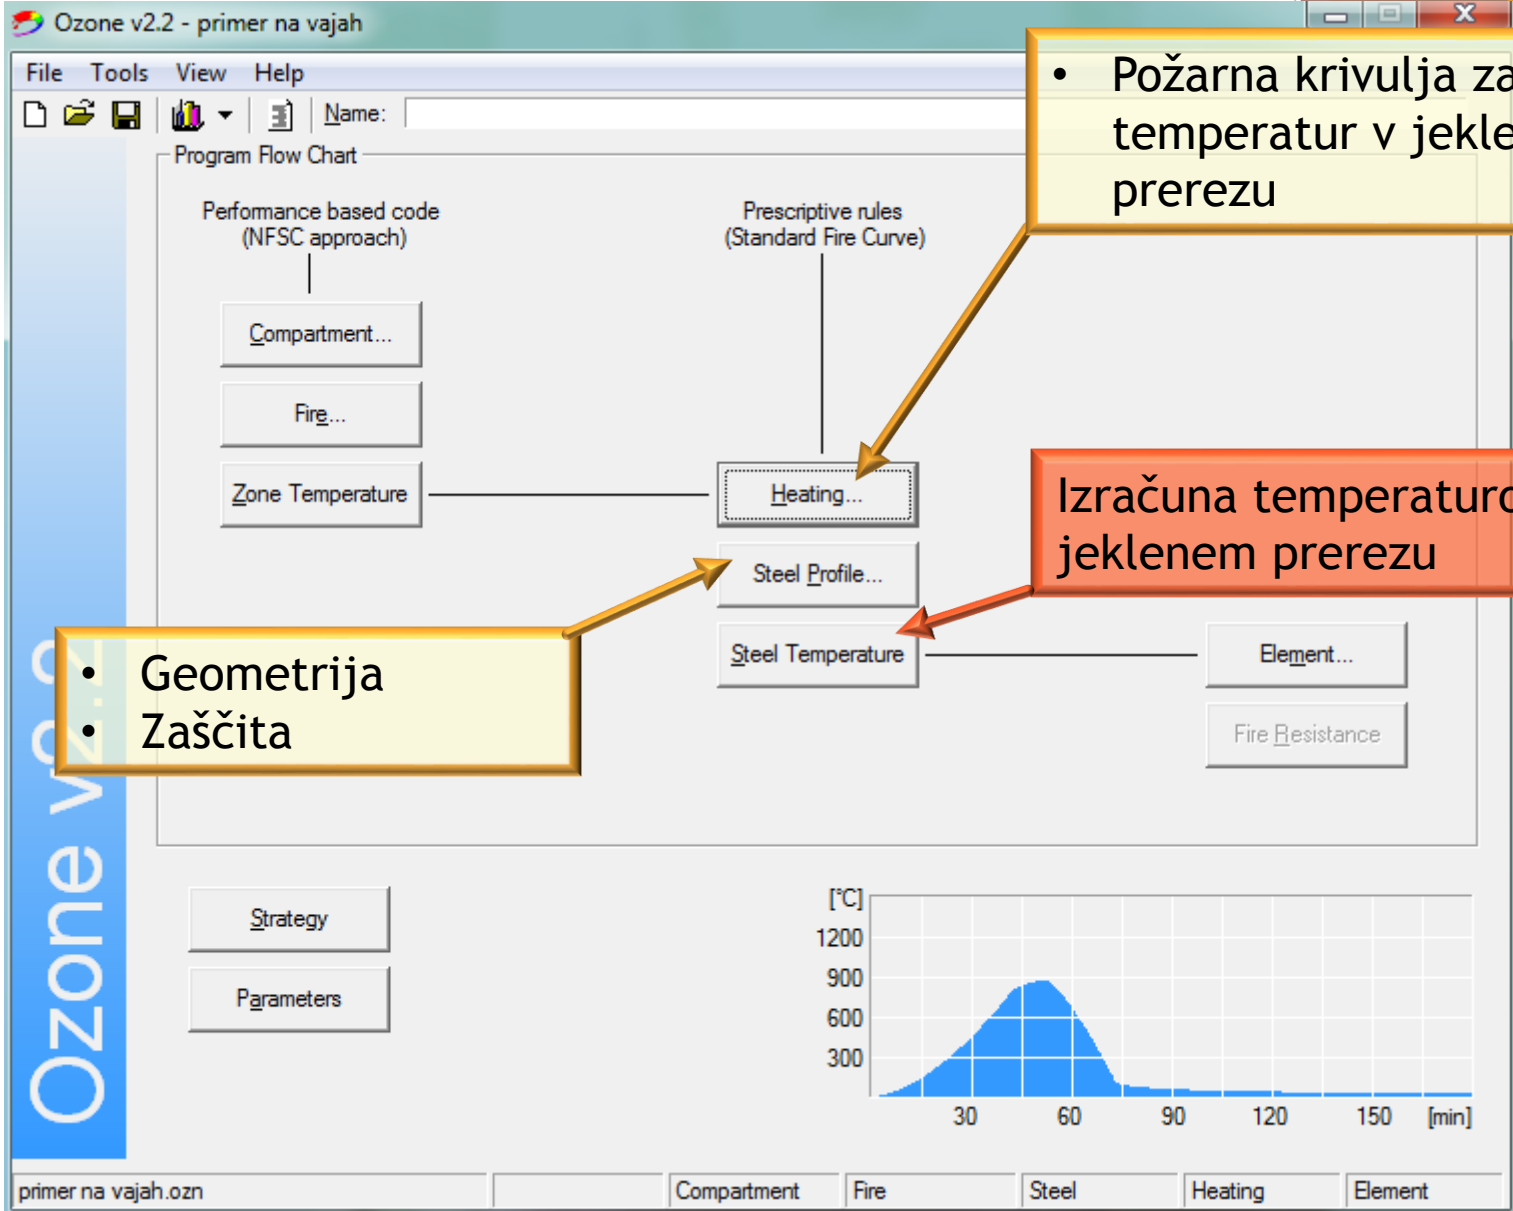 Ozone v2.2 - primer na vajah
File Tools View Help
Name:
Program Flow Chart
Performance based code
(NFSC approach)
Prescriptive rules
(Standard Fire Curve)
• Požarna krivulja za
temperatur v jekle
prerezu
Compartment...
Fire...
Zone Temperature
Heating...
Izračuna temperaturo
jeklenem prerezu
Steel Profile...
Steel Temperature
Element...
Fire Resistance
• Geometrija
• Zaščita
Ozone v2.2
Strategy
Parameters
[°C]
1200
900
600
300
30 60 90 120 150 [min]
primer na vajah.ozn Compartment Fire Steel Heating Element